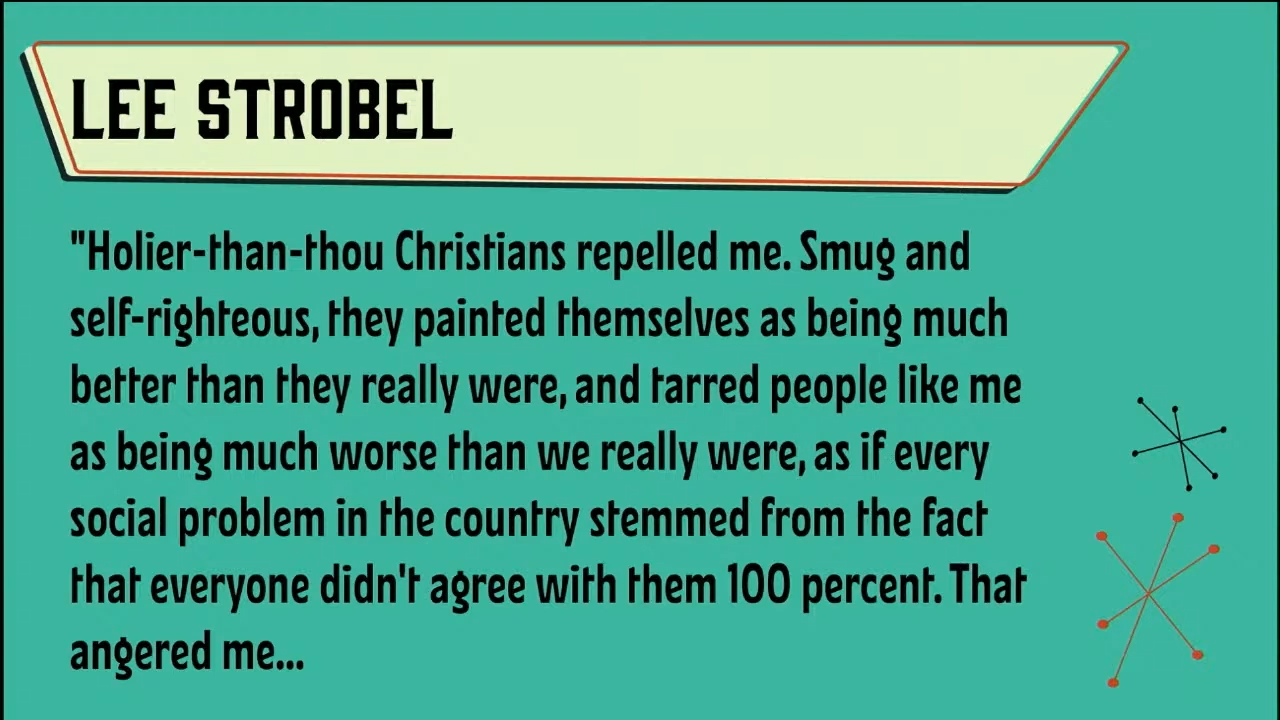 LEE STROBEL
"Holier-than-thou Christians repelled me. Smug and
self-righteous, they painted themselves as being much
better than they really were, and tarred people like me
as being much worse than we really were, as if every
social problem in the country stemmed from the fact
that everyone didn't agree with them 100 percent. That
angered me...